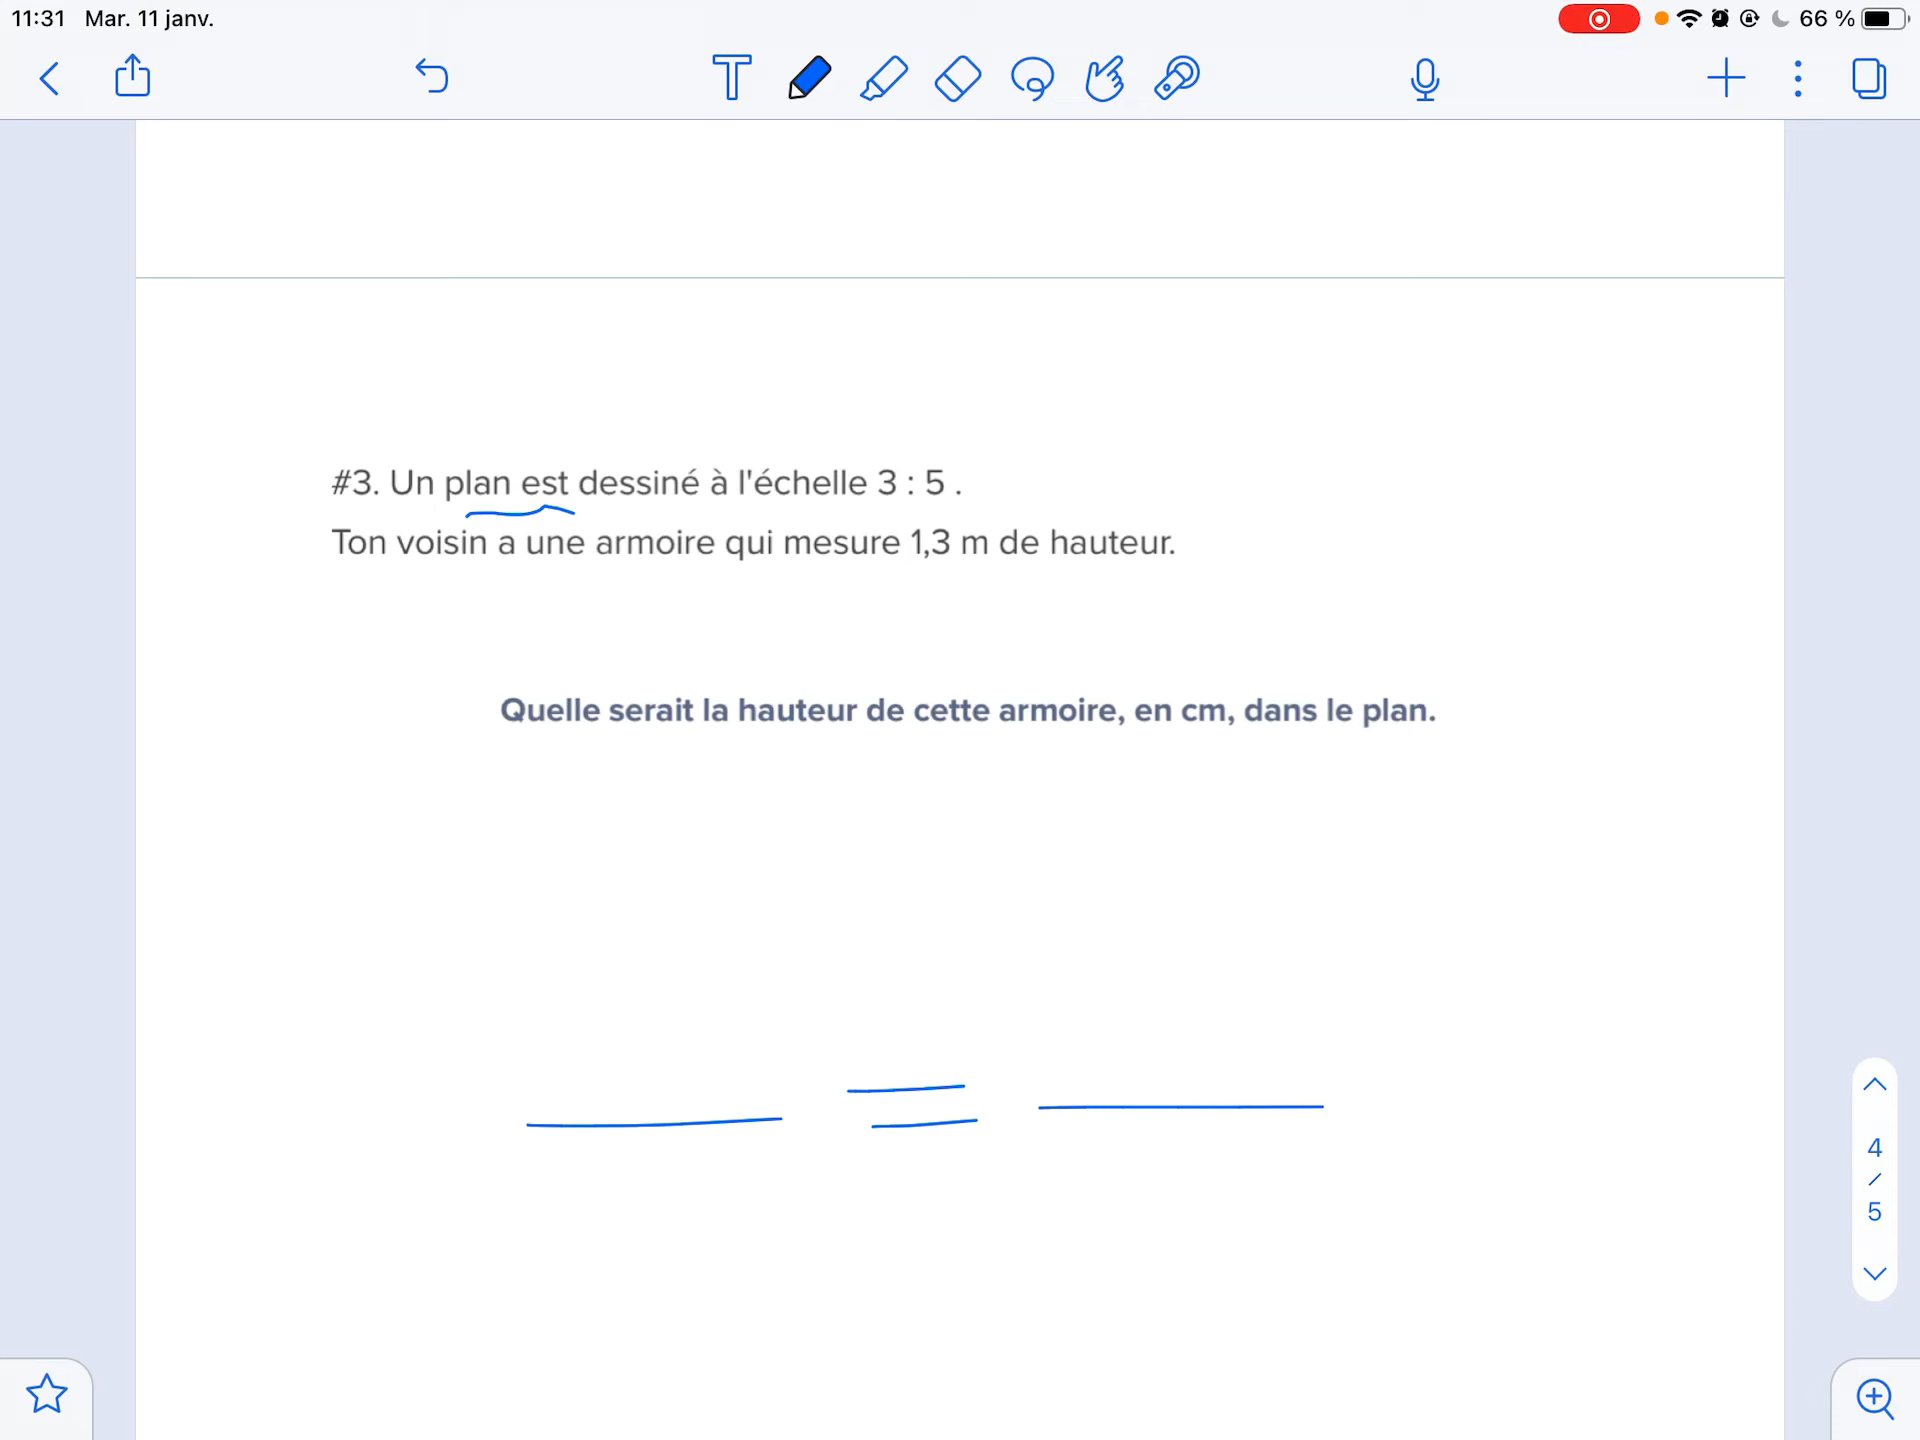 11:31 Mar. 11 janv. 66 %
T
#3. Un plan est dessiné à l'échelle 3 : 5 .
Ton voisin a une armoire qui mesure 1,3 m de hauteur.
Quelle serait la hauteur de cette armoire, en cm, dans le plan.
4
/
5